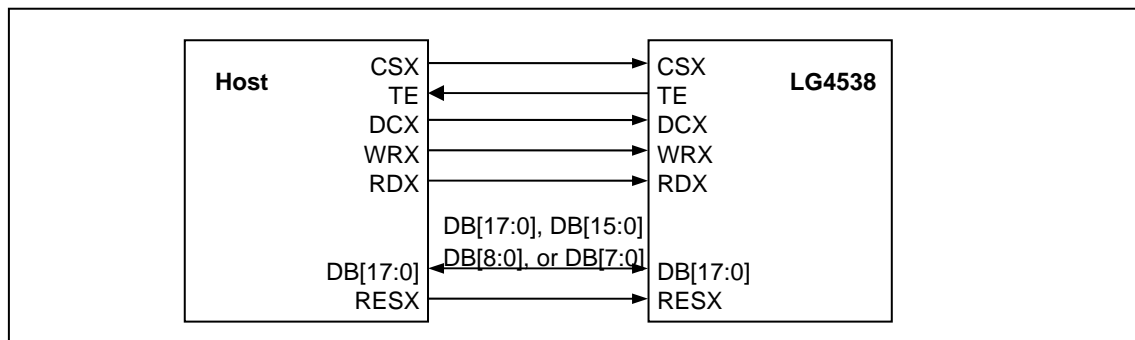 Host CSX CSX LG4538
TE TE
DCX DCX
WRX WRX
RDX RDX
DB[17:0], DB[15:0]
DB[8:0], or DB[7:0]
DB[17:0] DB[17:0]
RESX RESX